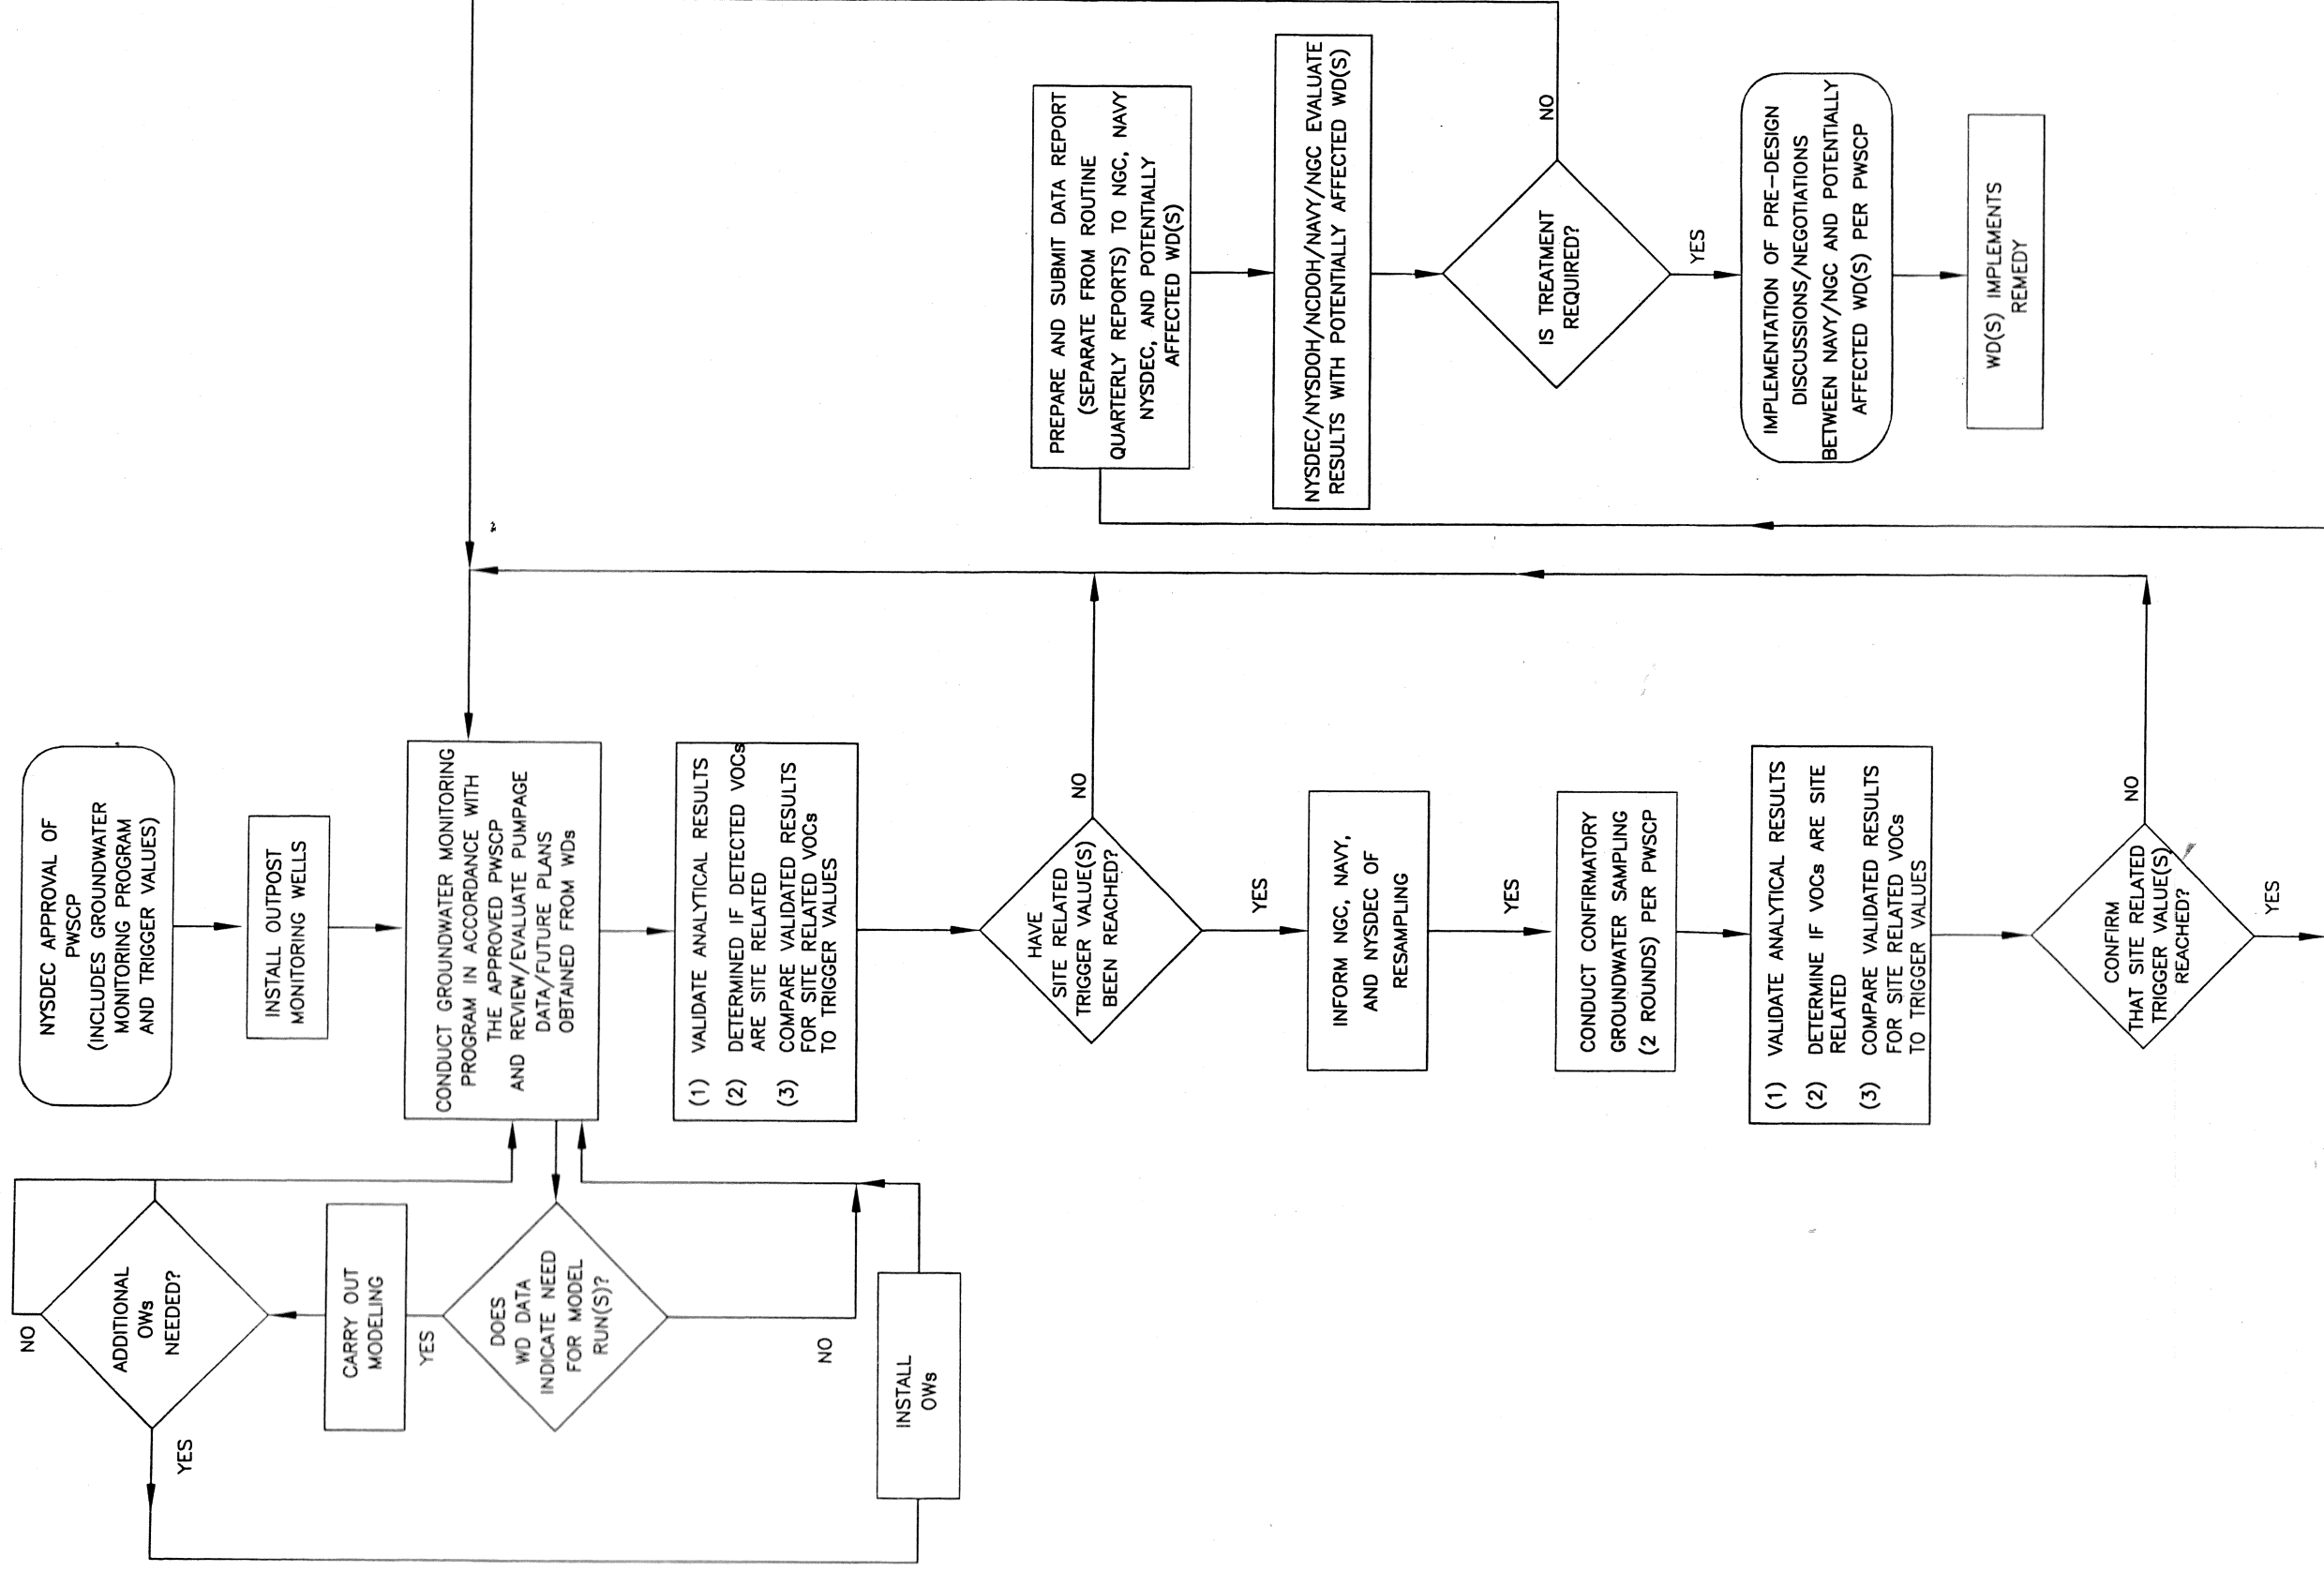 NYSDEC APPROVAL OF
PWSCP
(INCLUDES GROUNDWATER
MONITORING PROGRAM
AND TRIGGER VALUES)
INSTALL OUTPOST
MONITORING WELLS
CONDUCT GROUNDWATER MONITORING
PROGRAM IN ACCORDANCE WITH
THE APPROVED PWSCP
AND REVIEW/EVALUATE PUMPAGE
DATA/FUTURE PLANS
OBTAINED FROM WDs
ADDITIONAL
OWs
NEEDED?
NO
YES
CARRY OUT
MODELING
YES
DOES
WD DATA
INDICATE NEED
FOR MODEL
RUN(S)?
NO
INSTALL
OWs
(1) VALIDATE ANALYTICAL RESULTS
(2) DETERMINED IF DETECTED VOCs
ARE SITE RELATED
(3) COMPARE VALIDATED RESULTS
FOR SITE RELATED VOCs
TO TRIGGER VALUES
HAVE
SITE RELATED
TRIGGER VALUE(S)
BEEN REACHED?
NO
YES
INFORM NGC, NAVY,
AND NYSDEC OF
RESAMPLING
YES
CONDUCT CONFIRMATORY
GROUNDWATER SAMPLING
(2 ROUNDS) PER PWSCP
(1) VALIDATE ANALYTICAL RESULTS
(2) DETERMINE IF VOCs ARE SITE
RELATED
(3) COMPARE VALIDATED RESULTS
FOR SITE RELATED VOCs
TO TRIGGER VALUES
CONFIRM
THAT SITE RELATED
TRIGGER VALUE(S)
REACHED?
NO
YES
PREPARE AND SUBMIT DATA REPORT
(SEPARATE FROM ROUTINE
QUARTERLY REPORTS) TO NGC, NAVY
NYSDEC, AND POTENTIALLY
AFFECTED WD(S)
NYSDEC/NYSDOH/NCDOH/NAVY/NGC EVALUATE
RESULTS WITH POTENTIALLY AFFECTED WD(S)
IS TREATMENT
REQUIRED?
NO
YES
IMPLEMENTATION OF PRE-DESIGN
DISCUSSIONS/NEGOTIATIONS
BETWEEN NAVY/NGC AND POTENTIALLY
AFFECTED WD(S) PER PWSCP
WD(S) IMPLEMENTS
REMEDY